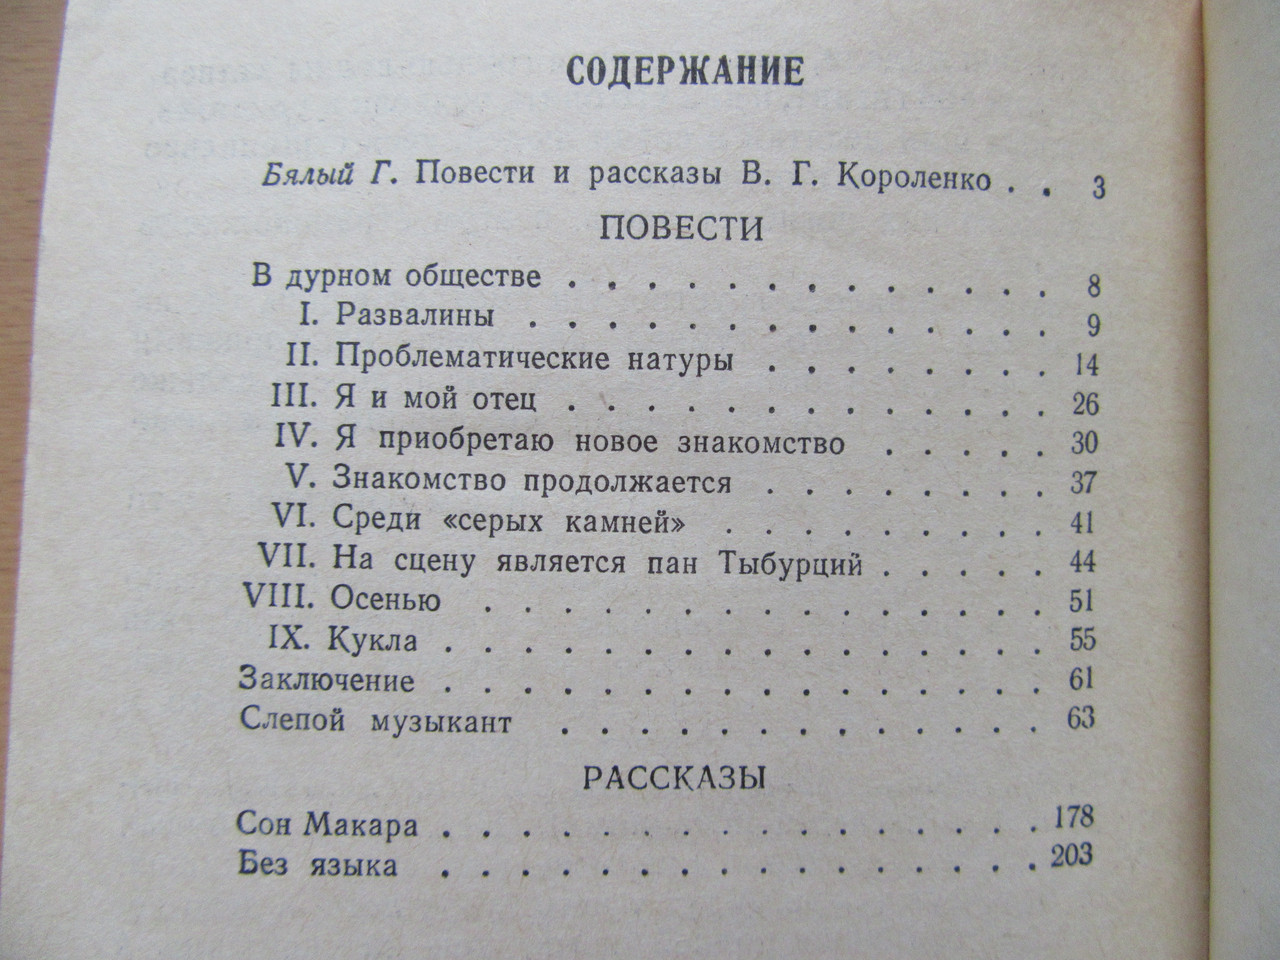 СОДЕРЖАНИЕ
Бялый Г. Повести и рассказы В. Г. Короленко . . 3
ПОВЕСТИ
В дурном обществе . . . . . . . . . . . . . 8
I. Развалины . . . . . . . . . . . . . . 9
II. Проблематические натуры . . . . . . . . 14
III. Я и мой отец . . . . . . . . . . . . . 26
IV. Я приобретаю новое знакомство . . . . . 30
V. Знакомство продолжается . . . . . . . . 37
VI. Среди «серых камней» . . . . . . . . . 41
VII. На сцену является пан Тыбурций . . . . . 44
VIII. Осенью . . . . . . . . . . . . . . . 51
IX. Кукла . . . . . . . . . . . . . . . . 55
Заключение . . . . . . . . . . . . . . . . 61
Слепой музыкант . . . . . . . . . . . . . 63
РАССКАЗЫ
Сон Макара . . . . . . . . . . . . . . . . 178
Без языка . . . . . . . . . . . . . . . . 203